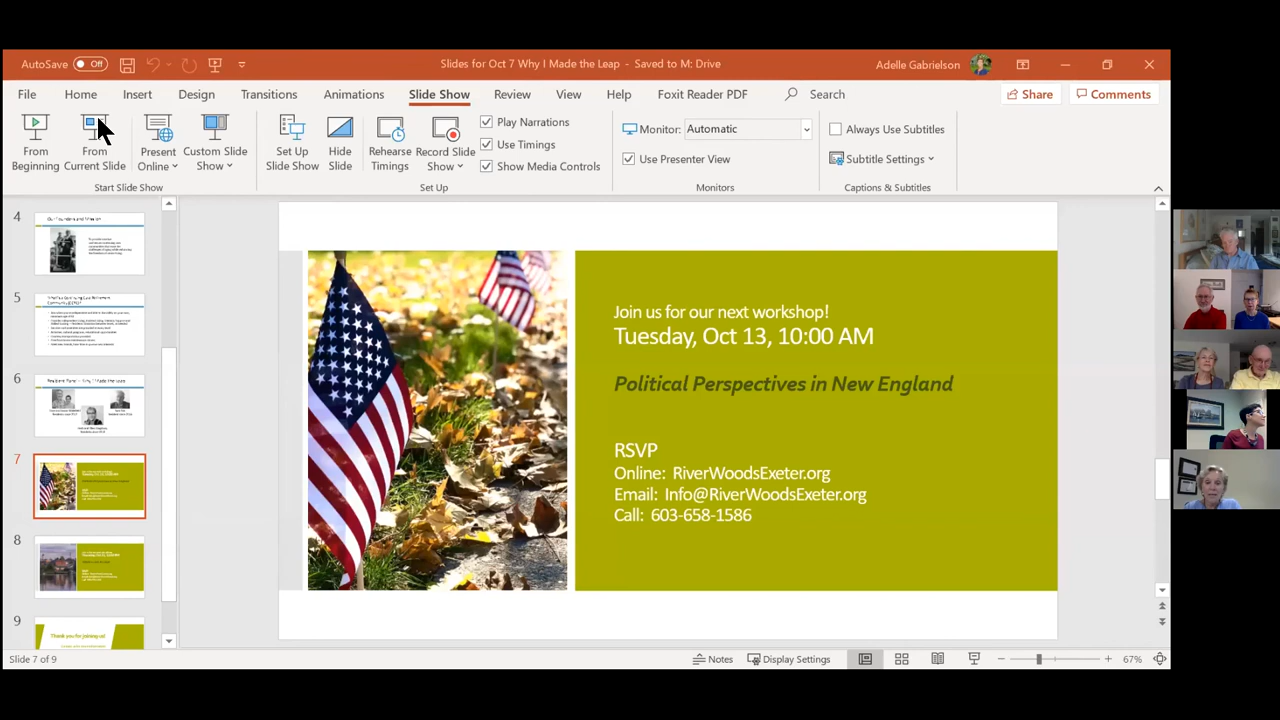 AutoSave Off
Slides for Oct 7 Why I Made the Leap - Saved to M: Drive
Adelle Gabrielson
File Home Insert Design Transitions Animations Slide Show Review View Help Foxit Reader PDF Search Share Comments
From Beginning
From Current Slide
Present Online
Custom Slide Show
Set Up Slide Show
Hide Slide
Rehearse Timings
Record Slide Show
Play Narrations
Use Timings
Show Media Controls
Monitor: Automatic
Use Presenter View
Always Use Subtitles
Subtitle Settings
Start Slide Show
Set Up
Monitors
Captions & Subtitles
4
5
6
7
8
9
Thank you for joining us!
Join us for our next workshop!
Tuesday, Oct 13, 10:00 AM
Political Perspectives in New England
RSVP
Online: RiverWoodsExeter.org
Email: Info@RiverWoodsExeter.org
Call: 603-658-1586
Slide 7 of 9
Notes
Display Settings
67%